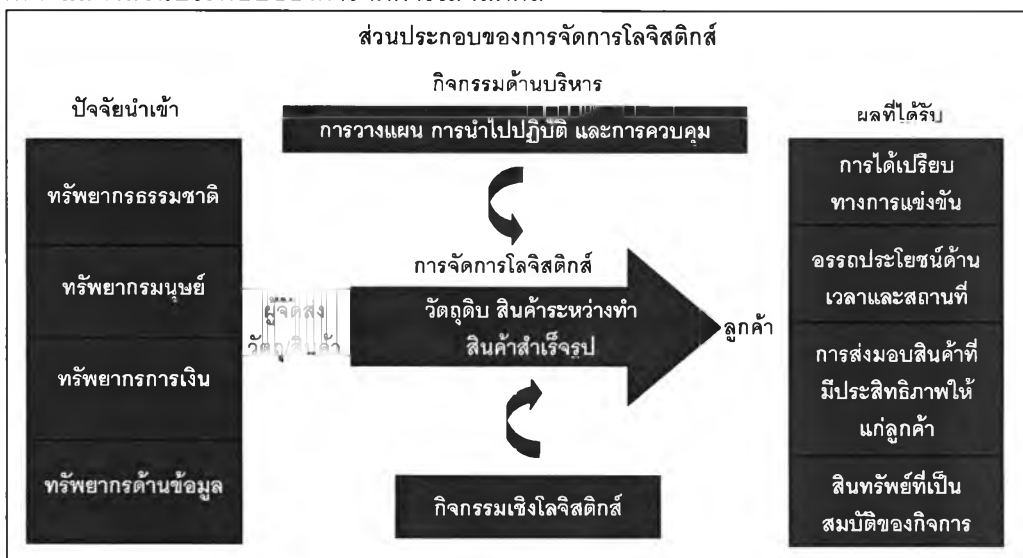 ส่วนประกอบของการจัดการโลจิสติกส์
กิจกรรมด้านบริหาร
ปัจจัยนำเข้า
ผลที่ได้รับ
การวางแผน การนำไปปฏิบัติ และการควบคุม
ทรัพยากรธรรมชาติ
ทรัพยากรมนุษย์
ทรัพยากรการเงิน
ทรัพยากรด้านข้อมูล
ผู้จัดส่ง
วัตถุ/สินค้า
การจัดการโลจิสติกส์
วัตถุดิบ สินค้าระหว่างทำ
สินค้าสำเร็จรูป
ลูกค้า
กิจกรรมเชิงโลจิสติกส์
การได้เปรียบ
ทางการแข่งขัน
อรรถประโยชน์ด้าน
เวลาและสถานที่
การส่งมอบสินค้าที่
มีประสิทธิภาพให้
แก่ลูกค้า
สินทรัพย์ที่เป็น
สมบัติของกิจการ